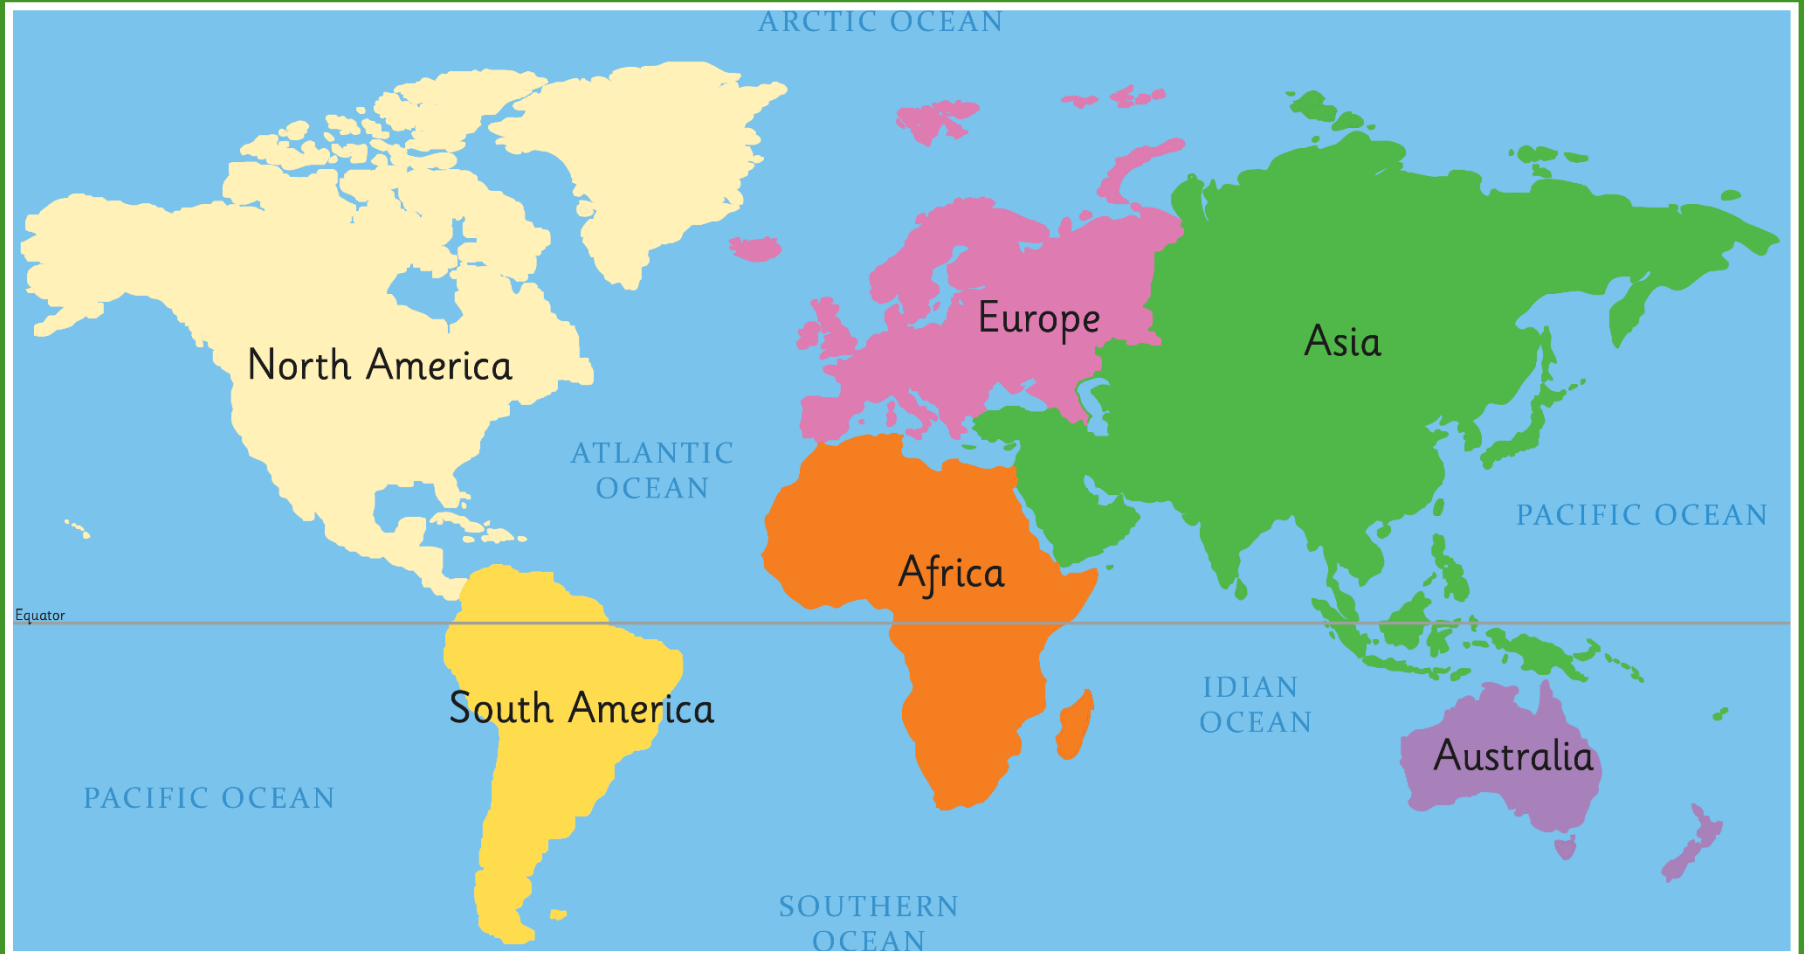 ARCTIC OCEAN
Europe
Asia
North America
ATLANTIC
OCEAN
PACIFIC OCEAN
Africa
Equator
IDIAN
OCEAN
South America
Australia
PACIFIC OCEAN
SOUTHERN
OCEAN